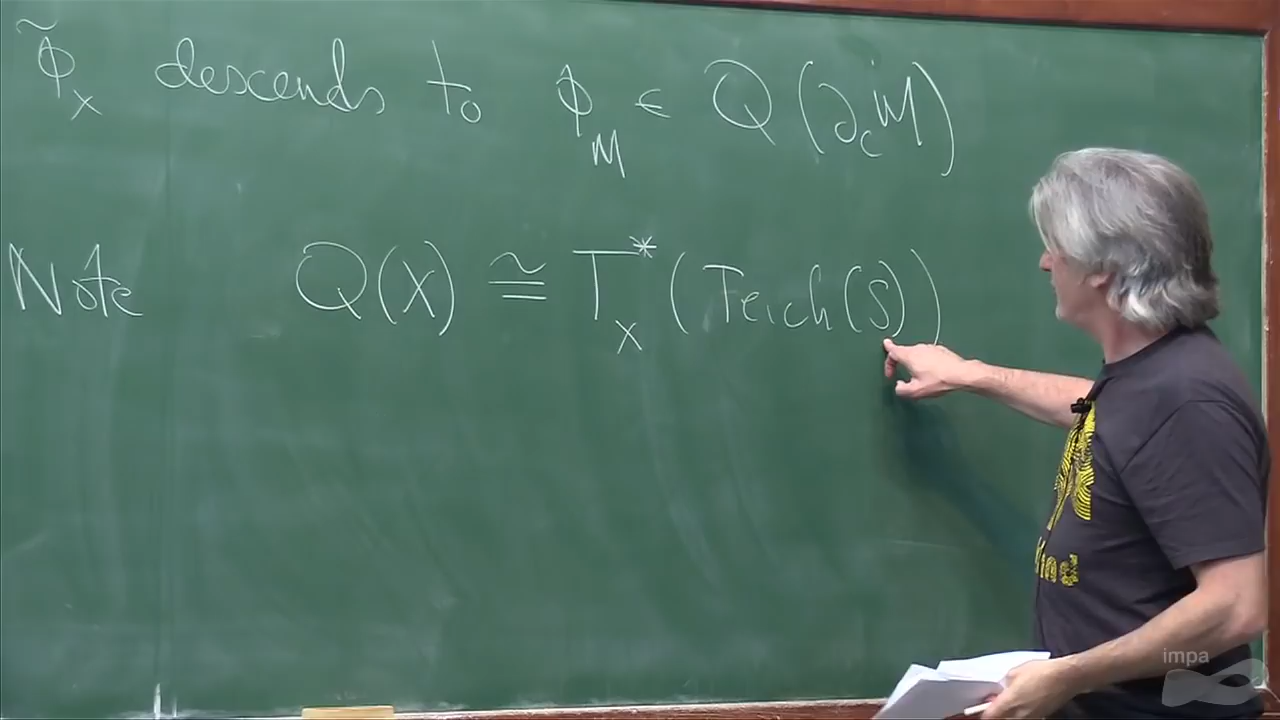 φ̃_X descends to φ_M ∈ Q(∂_c M)
Note Q(X) ≅ T*_X (Teich(S))
impa